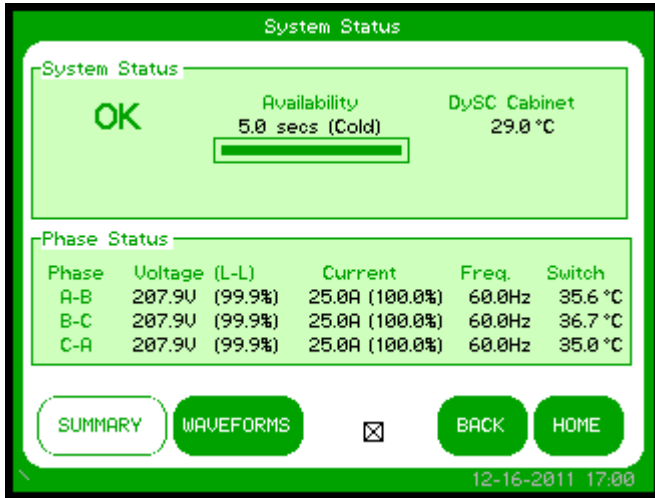 System Status
System Status
OK
Availability
5.0 secs (Cold)
DySC Cabinet
29.0 °C
Phase Status
Phase Voltage (L-L) Current Freq. Switch
A-B 207.9V (99.9%) 25.0A (100.0%) 60.0Hz 35.6 °C
B-C 207.9V (99.9%) 25.0A (100.0%) 60.0Hz 36.7 °C
C-A 207.9V (99.9%) 25.0A (100.0%) 60.0Hz 35.0 °C
SUMMARY WAVEFORMS BACK HOME
12-16-2011 17:00